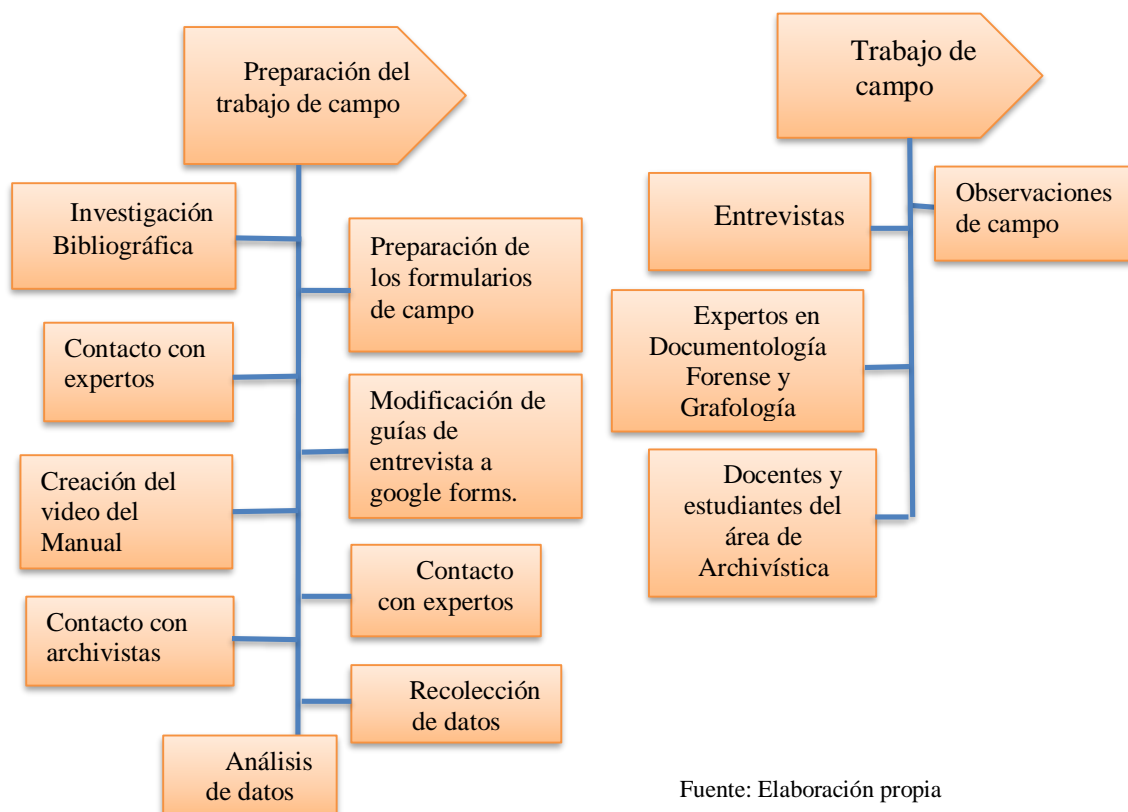 Preparación del
trabajo de campo
Investigación
Bibliográfica
Preparación de
los formularios
de campo
Contacto con
expertos
Modificación de
guías de
entrevista a
google forms.
Creación del
video del
Manual
Contacto
con expertos
Contacto con
archivistas
Recolección
de datos
Análisis
de datos
Trabajo de
campo
Entrevistas
Observaciones
de campo
Expertos en
Documentología
Forense y
Grafología
Docentes y
estudiantes del
área de
Archivística
Fuente: Elaboración propia